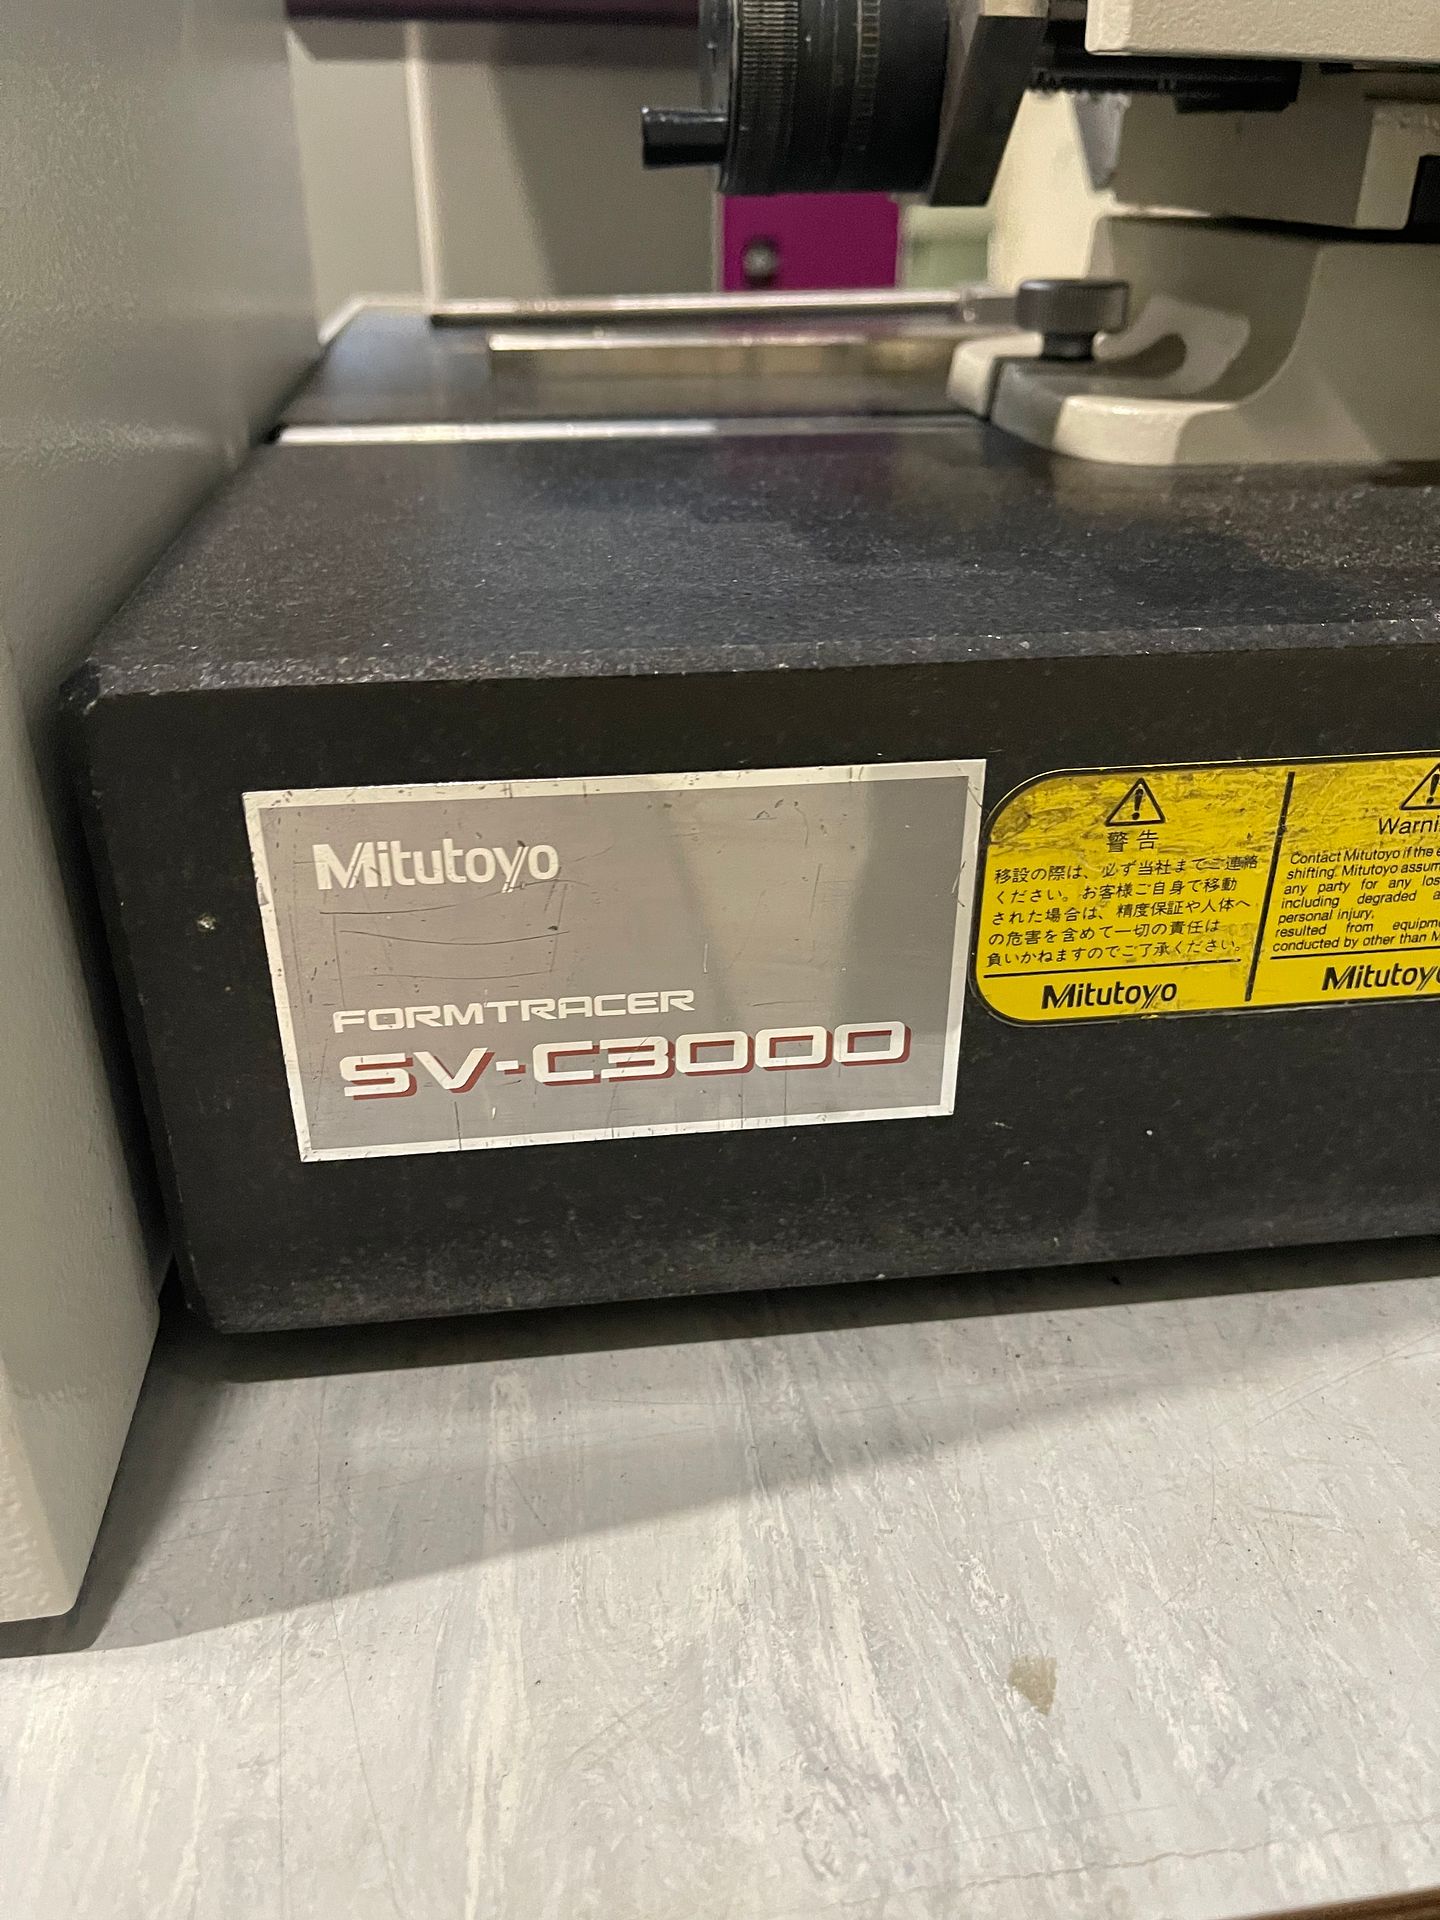 Mitutoyo
FORMTRACER
SV-C3000
警告
移設の際は、必ず当社までご連絡
ください。お客様ご自身で移動
された場合は、精度保証や人体へ
の危害を含めて一切の責任は
負いかねますのでご了承ください。
Mitutoyo
Contact Mitutoyo if the
shifting. Mitutoyo
any party for any
including degraded
personal injury,
resulted from
conducted by other than
Mitutoyo